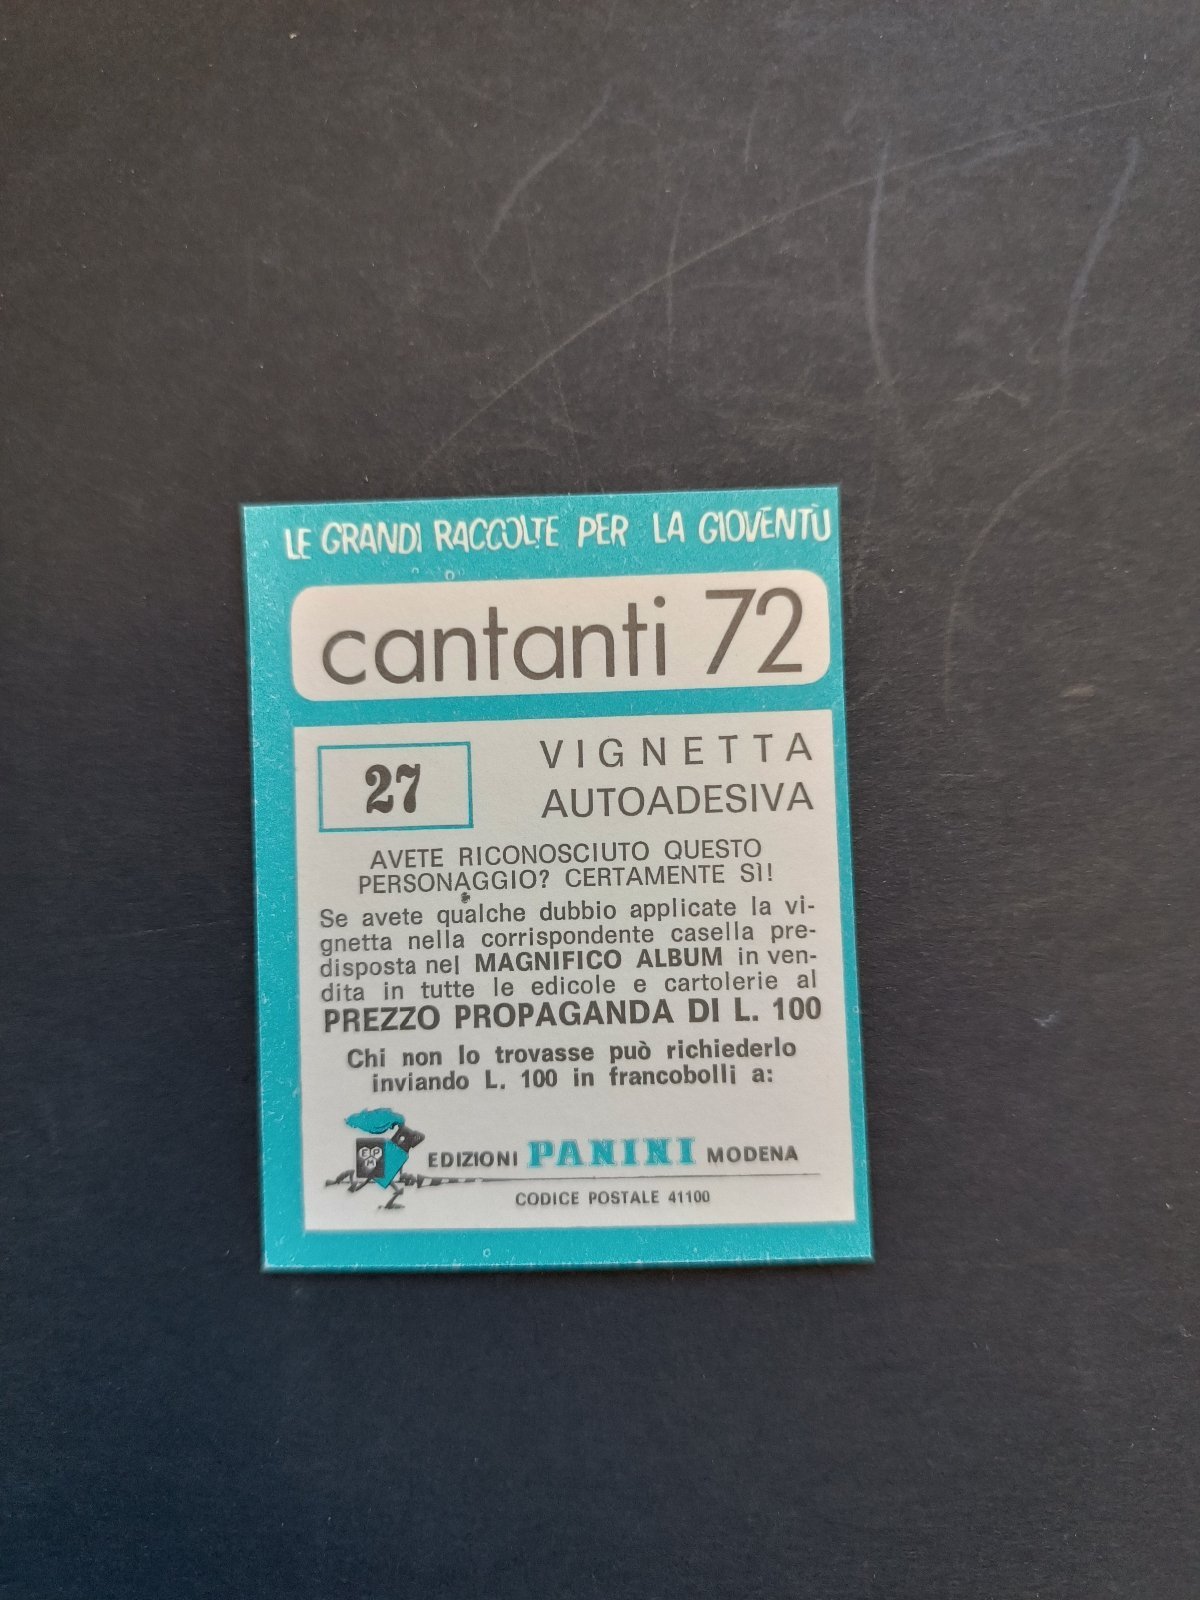 LE GRANDI RACCOLTE PER LA GIOVENTÙ
cantanti 72
27
VIGNETTA
AUTOADESIVA
AVETE RICONOSCIUTO QUESTO
PERSONAGGIO? CERTAMENTE SÌ!
Se avete qualche dubbio applicate la vi-
gnetta nella corrispondente casella pre-
disposta nel MAGNIFICO ALBUM in ven-
dita in tutte le edicole e cartolerie al
PREZZO PROPAGANDA DI L. 100
Chi non lo trovasse può richiederlo
inviando L. 100 in francobolli a:
EPM
EDIZIONI PANINI MODENA
CODICE POSTALE 41100